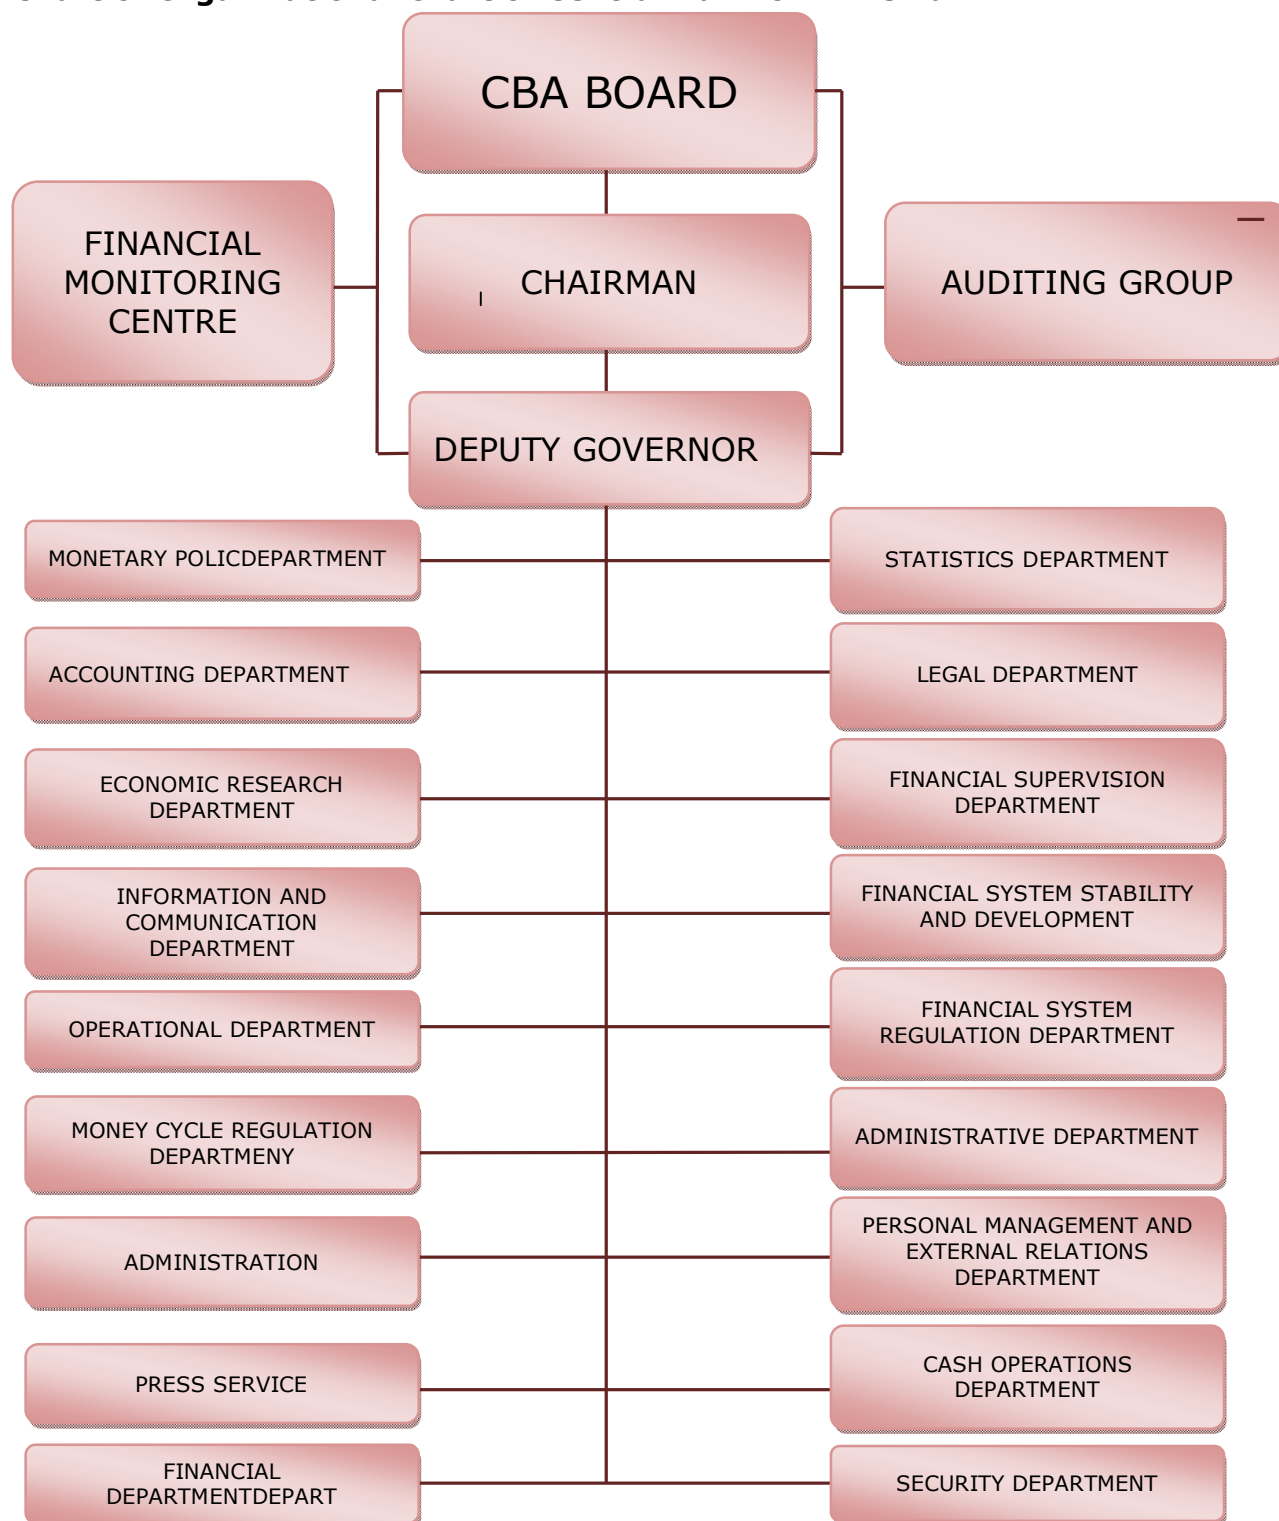 CBA BOARD
FINANCIAL
MONITORING
CENTRE
CHAIRMAN
AUDITING GROUP
DEPUTY GOVERNOR
MONETARY POLICDEPARTMENT
STATISTICS DEPARTMENT
ACCOUNTING DEPARTMENT
LEGAL DEPARTMENT
ECONOMIC RESEARCH
DEPARTMENT
FINANCIAL SUPERVISION
DEPARTMENT
INFORMATION AND
COMMUNICATION
DEPARTMENT
FINANCIAL SYSTEM STABILITY
AND DEVELOPMENT
OPERATIONAL DEPARTMENT
FINANCIAL SYSTEM
REGULATION DEPARTMENT
MONEY CYCLE REGULATION
DEPARTMENY
ADMINISTRATIVE DEPARTMENT
ADMINISTRATION
PERSONAL MANAGEMENT AND
EXTERNAL RELATIONS
DEPARTMENT
PRESS SERVICE
CASH OPERATIONS
DEPARTMENT
FINANCIAL
DEPARTMENTDEPART
SECURITY DEPARTMENT